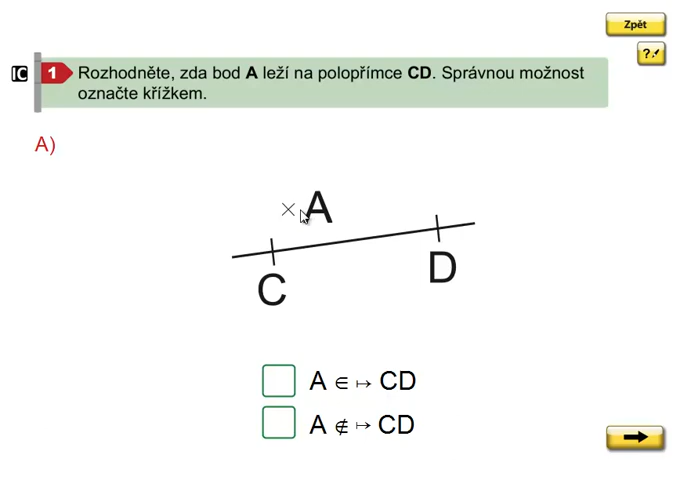 Zpět
?
IC 1 Rozhodněte, zda bod A leží na polopřímce CD. Správnou možnost
označte křížkem.
A)
× A
C D
A ∈ ↦ CD
A ∉ ↦ CD